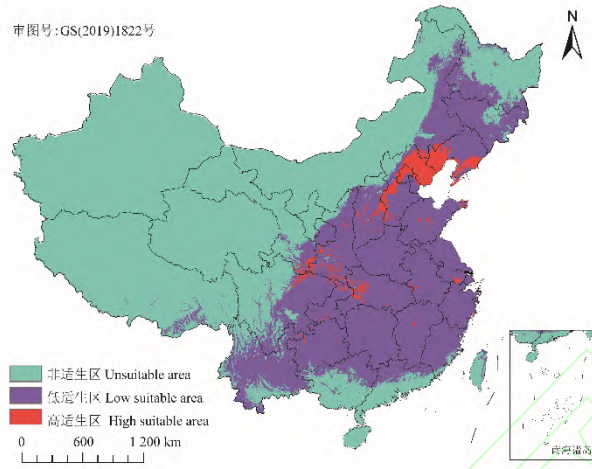 审图号:GS(2019)1822号
N
非适生区 Unsuitable area
低适生区 Low suitable area
高适生区 High suitable area
0 600 1 200 km
南海诸岛